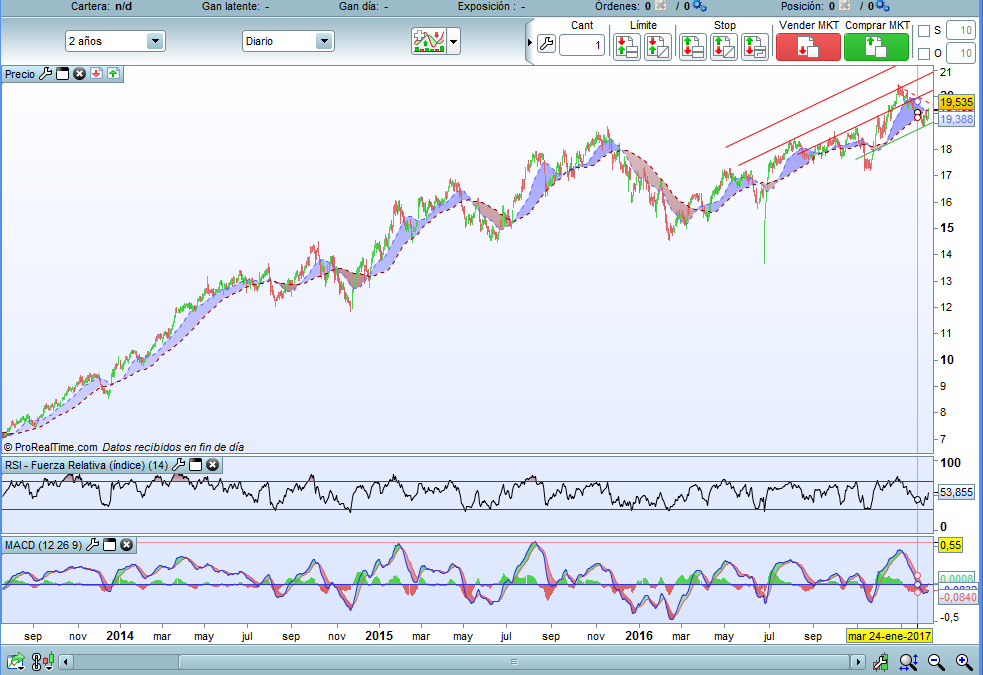 Cartera: n/d Gan latente: - Gan día: - Exposición : - Órdenes: 0 / 0 Posición: 0 / 0
Cant Límite Stop Vender MKT Comprar MKT S 10
2 años Diario 1 O 10
Precio
21
20
19,535
19,388
18
17
16
15
14
13
12
11
10
9
8
7
© ProRealTime.com Datos recibidos en fin de día
RSI - Fuerza Relativa (índice) (14)
100
53,855
0
MACD (12 26 9)
0,55
0,0008
-0,0840
-0,5
sep nov 2014 mar may jul sep nov 2015 mar may jul sep nov 2016 mar may jul sep mar 24-ene-2017